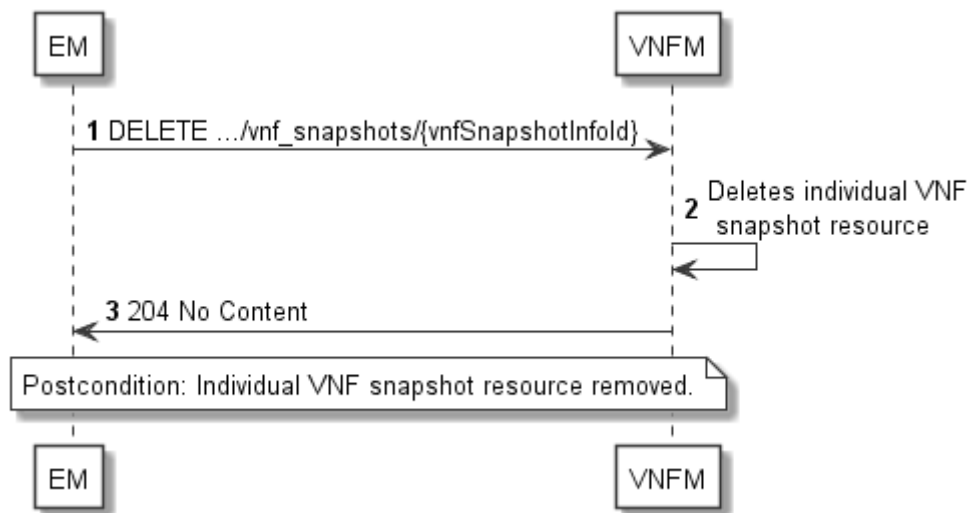 EM VNFM
1 DELETE .../vnf_snapshots/{vnfSnapshotInfoId}
2 Deletes individual VNF
snapshot resource
3 204 No Content
Postcondition: Individual VNF snapshot resource removed.
EM VNFM